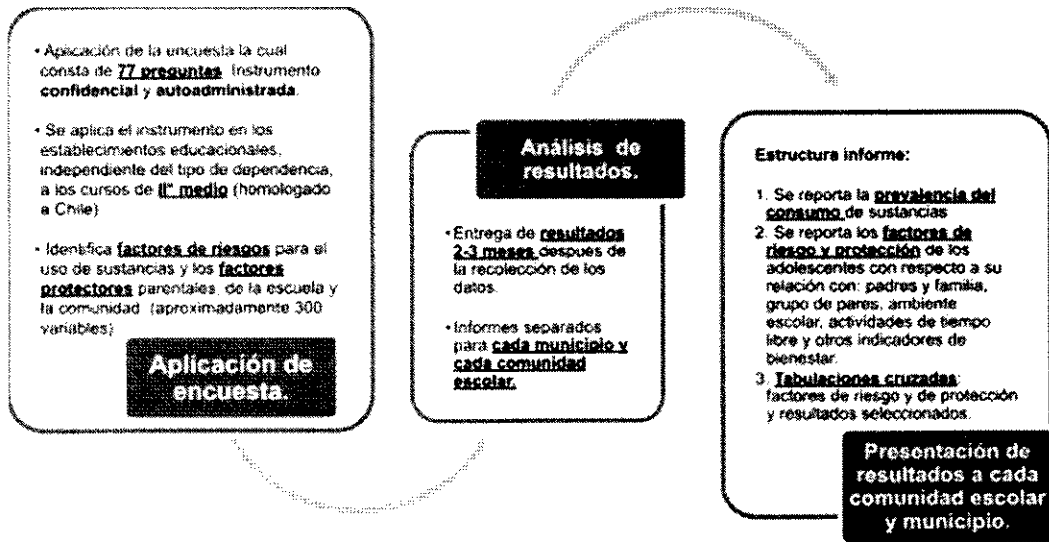 • Aplicación de la encuesta la cual
consta de 77 preguntas. Instrumento
confidencial y autoadministrada.
• Se aplica el instrumento en los
establecimientos educacionales,
independiente del tipo de dependencia,
a los cursos de II° medio (homologado
a Chile)
• Identifica factores de riesgos para el
uso de sustancias y los factores
protectores parentales, de la escuela y
la comunidad (aproximadamente 300
variables)
Aplicación de
encuesta.
Análisis de
resultados.
• Entrega de resultados
2-3 meses después de
la recolección de los
datos.
• Informes separados
para cada municipio y
cada comunidad
escolar.
Estructura informe:
1. Se reporta la prevalencia del
consumo de sustancias
2. Se reporta los factores de
riesgo y protección de los
adolescentes con respecto a su
relación con: padres y familia,
grupo de pares, ambiente
escolar, actividades de tiempo
libre y otros indicadores de
bienestar.
3. Tabulaciones cruzadas:
factores de riesgo y de protección
y resultados seleccionados.
Presentación de
resultados a cada
comunidad escolar
y municipio.